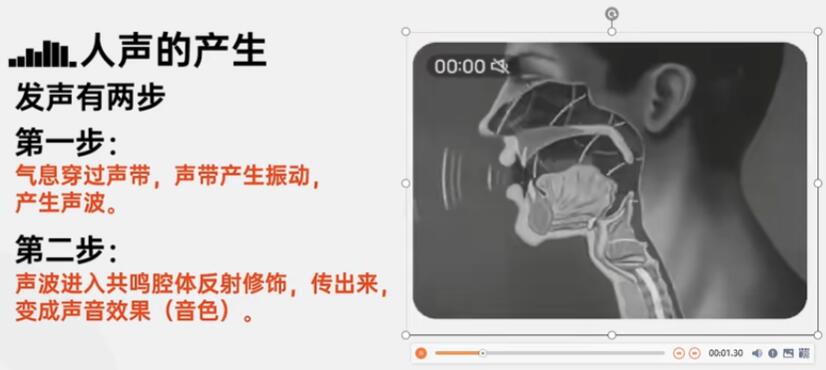 人声的产生
发声有两步
第一步：
气息穿过声带，声带产生振动，
产生声波。
第二步：
声波进入共鸣腔体反射修饰，传出来，
变成声音效果（音色）。
00:00
00:01.30